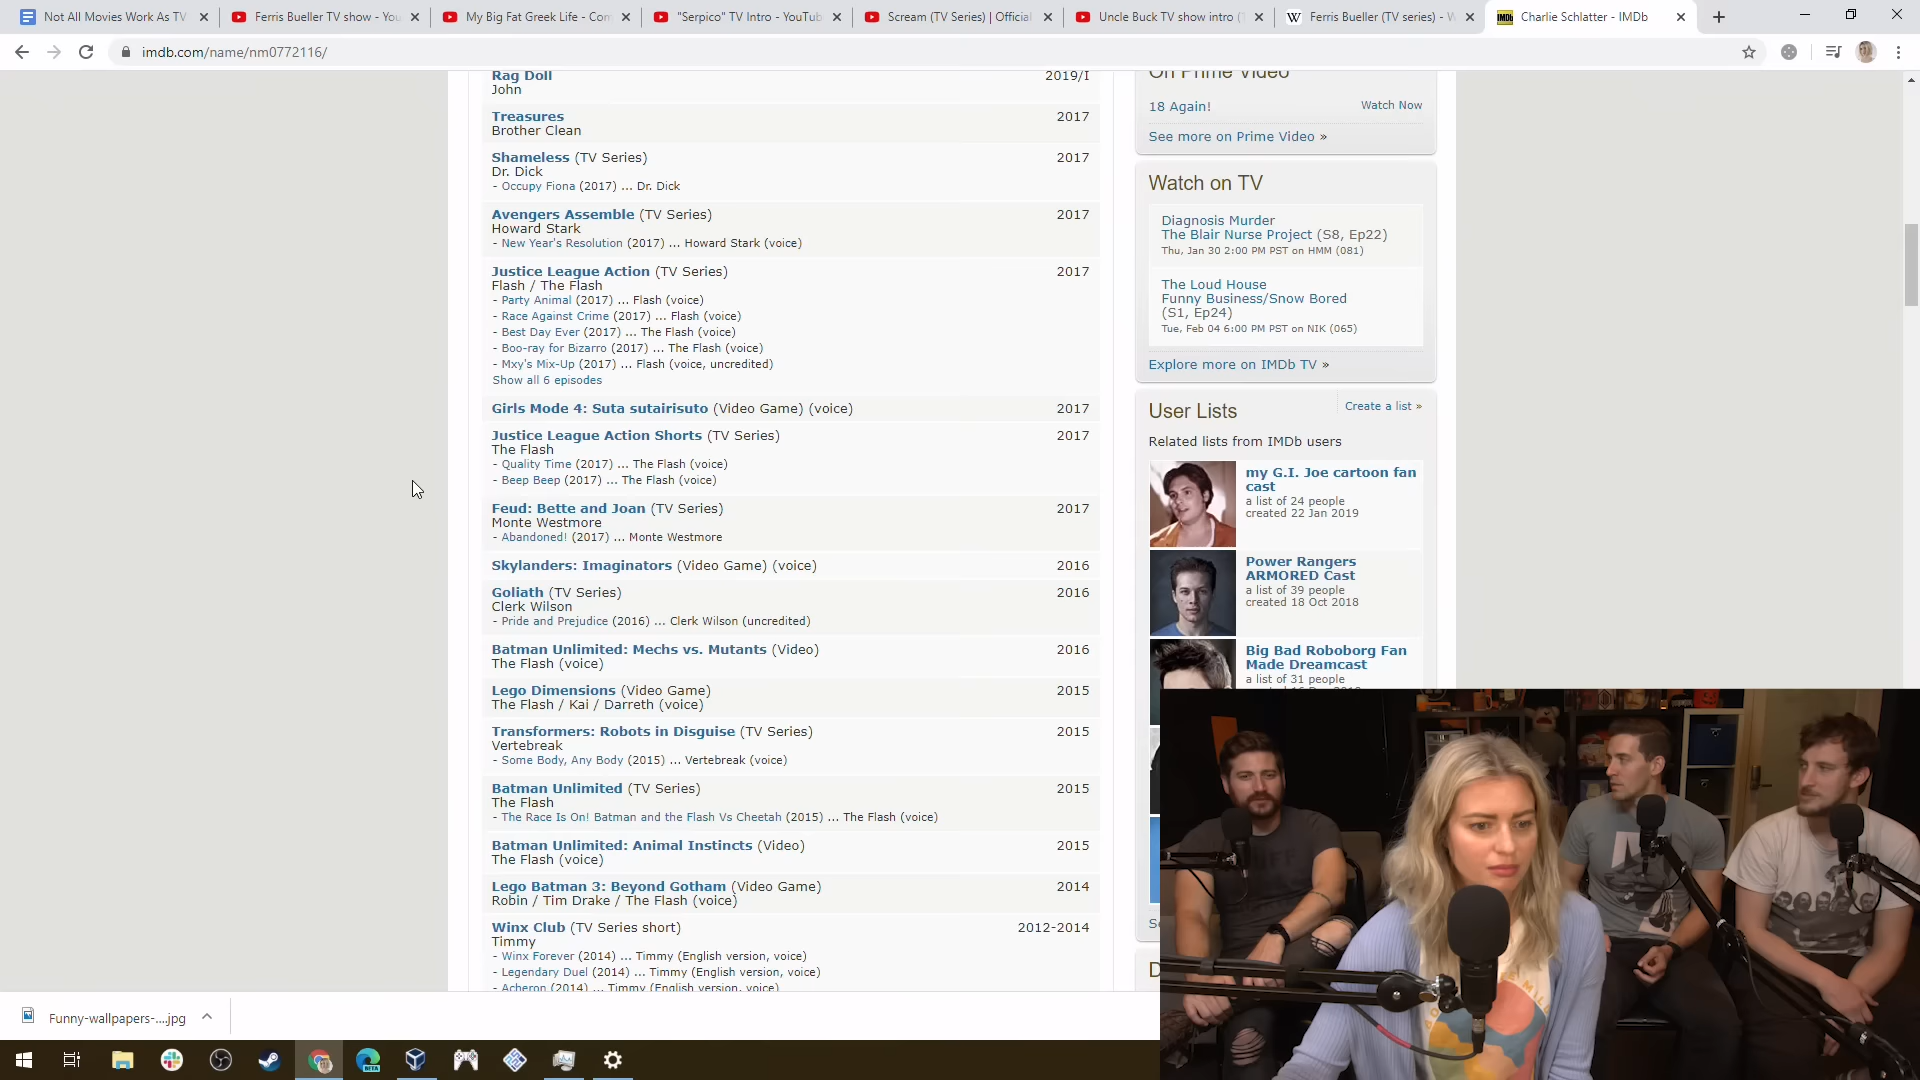 Not All Movies Work As TV
Ferris Bueller TV show - You
My Big Fat Greek Life - Com
"Serpico" TV Intro - YouTub
Scream (TV Series) | Official
Uncle Buck TV show intro (1
Ferris Bueller (TV series) - W
Charlie Schlatter - IMDb
imdb.com/name/nm0772116/
Rag Doll 2019/I
John
Treasures 2017
Brother Clean
Shameless (TV Series) 2017
Dr. Dick
- Occupy Fiona (2017) ... Dr. Dick
Avengers Assemble (TV Series) 2017
Howard Stark
- New Year's Resolution (2017) ... Howard Stark (voice)
Justice League Action (TV Series) 2017
Flash / The Flash
- Party Animal (2017) ... Flash (voice)
- Race Against Crime (2017) ... Flash (voice)
- Best Day Ever (2017) ... The Flash (voice)
- Boo-ray for Bizarro (2017) ... The Flash (voice)
- Mxy's Mix-Up (2017) ... Flash (voice, uncredited)
Show all 6 episodes
Girls Mode 4: Suta sutairisuto (Video Game) (voice) 2017
Justice League Action Shorts (TV Series) 2017
The Flash
- Quality Time (2017) ... The Flash (voice)
- Beep Beep (2017) ... The Flash (voice)
Feud: Bette and Joan (TV Series) 2017
Monte Westmore
- Abandoned! (2017) ... Monte Westmore
Skylanders: Imaginators (Video Game) (voice) 2016
Goliath (TV Series) 2016
Clerk Wilson
- Pride and Prejudice (2016) ... Clerk Wilson (uncredited)
Batman Unlimited: Mechs vs. Mutants (Video) 2016
The Flash (voice)
Lego Dimensions (Video Game) 2015
The Flash / Kai / Darreth (voice)
Transformers: Robots in Disguise (TV Series) 2015
Vertebreak
- Some Body, Any Body (2015) ... Vertebreak (voice)
Batman Unlimited (TV Series) 2015
The Flash
- The Race Is On! Batman and the Flash Vs Cheetah (2015) ... The Flash (voice)
Batman Unlimited: Animal Instincts (Video) 2015
The Flash (voice)
Lego Batman 3: Beyond Gotham (Video Game) 2014
Robin / Tim Drake / The Flash (voice)
Winx Club (TV Series short) 2012-2014
Timmy
- Winx Forever (2014) ... Timmy (English version, voice)
- Legendary Duel (2014) ... Timmy (English version, voice)
- Acheron (2014) ... Timmy (English version, voice)
On Prime Video
18 Again! Watch Now
See more on Prime Video »
Watch on TV
Diagnosis Murder
The Blair Nurse Project (S8, Ep22)
Thu, Jan 30 2:00 PM PST on HMM (081)
The Loud House
Funny Business/Snow Bored
(S1, Ep24)
Tue, Feb 04 6:00 PM PST on NIK (065)
Explore more on IMDb TV »
User Lists Create a list »
Related lists from IMDb users
my G.I. Joe cartoon fan
cast
a list of 24 people
created 22 Jan 2019
Power Rangers
ARMORED Cast
a list of 39 people
created 18 Oct 2018
Big Bad Roboborg Fan
Made Dreamcast
a list of 31 people
Funny-wallpapers-....jpg